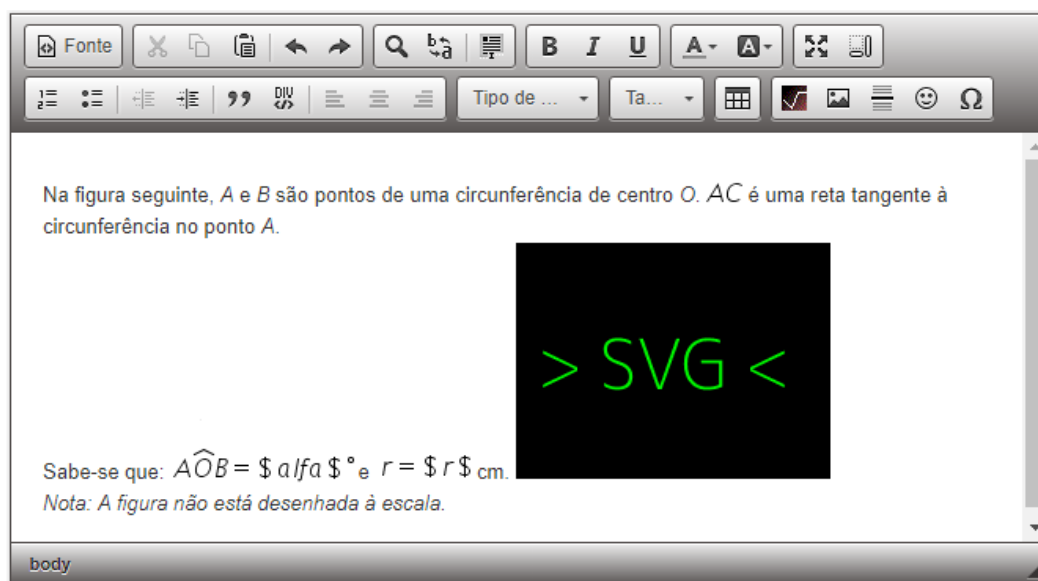 Fonte
B I U A A
Tipo de ... Ta... Ω
Na figura seguinte, A e B são pontos de uma circunferência de centro O. AC é uma reta tangente à
circunferência no ponto A.
> SVG <
Sabe-se que: AÔB = $ alfa $ ° e r = $ r $ cm.
Nota: A figura não está desenhada à escala.
body